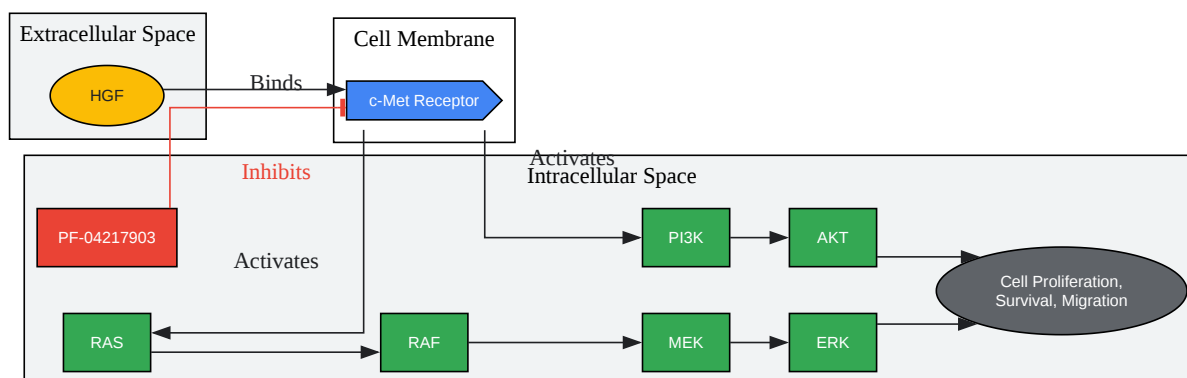 Extracellular Space
Cell Membrane
HGF
Binds
c-Met Receptor
Inhibits
Activates
Intracellular Space
PF-04217903
PI3K
AKT
Activates
Cell Proliferation,
Survival, Migration
RAS
RAF
MEK
ERK